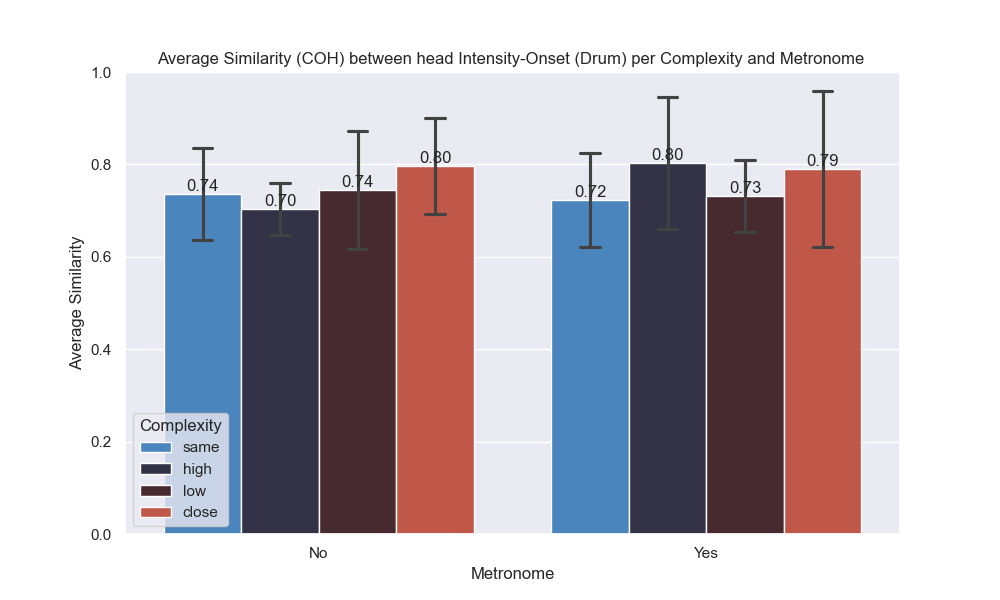 Average Similarity (COH) between head Intensity-Onset (Drum) per Complexity and Metronome
1.0
0.8
0.6
0.4
0.2
0.0
Average Similarity
0.74
0.70
0.74
0.80
0.72
0.80
0.73
0.79
Complexity
same
high
low
close
No
Yes
Metronome